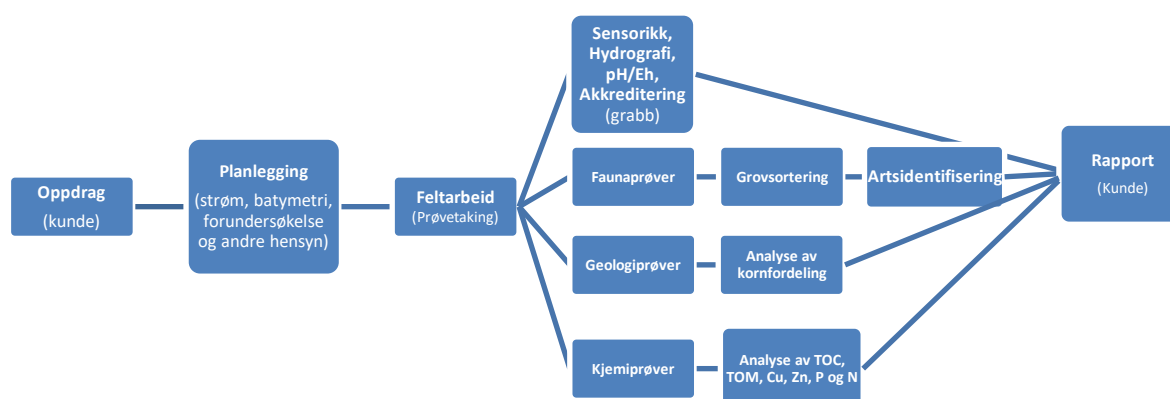 Oppdrag
(kunde)
Planlegging
(strøm, batymetri,
forundersøkelse
og andre hensyn)
Feltarbeid
(Prøvetaking)
Sensorikk,
Hydrografi,
pH/Eh,
Akkreditering
(grabb)
Faunaprøver
Grovsortering
Artsidentifisering
Geologiprøver
Analyse av
kornfordeling
Kjemiprøver
Analyse av TOC,
TOM, Cu, Zn, P og N
Rapport
(Kunde)